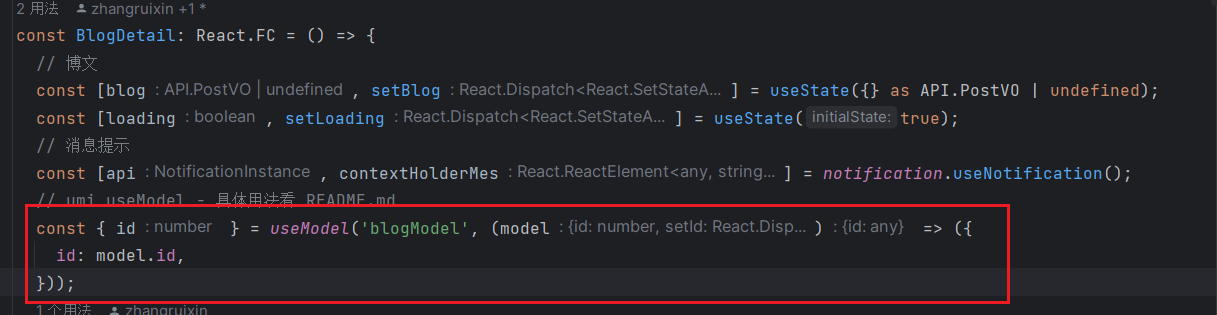 2 用法 zhangruixin +1 *
const BlogDetail: React.FC = () => {
// 博文
const [blog : API.PostVO | undefined , setBlog : React.Dispatch<React.SetStateA... ] = useState({} as API.PostVO | undefined);
const [loading : boolean , setLoading : React.Dispatch<React.SetStateA... ] = useState( initialState: true);
// 消息提示
const [api : NotificationInstance , contextHolderMes : React.ReactElement<any, string... ] = notification.useNotification();
// umi useModel - 具体用法看 README.md
const { id : number } = useModel('blogModel', (model : {id: number, setId: React.Disp... ) : {id: any} => ({
id: model.id,
}));
1 个用法 zhangruixin